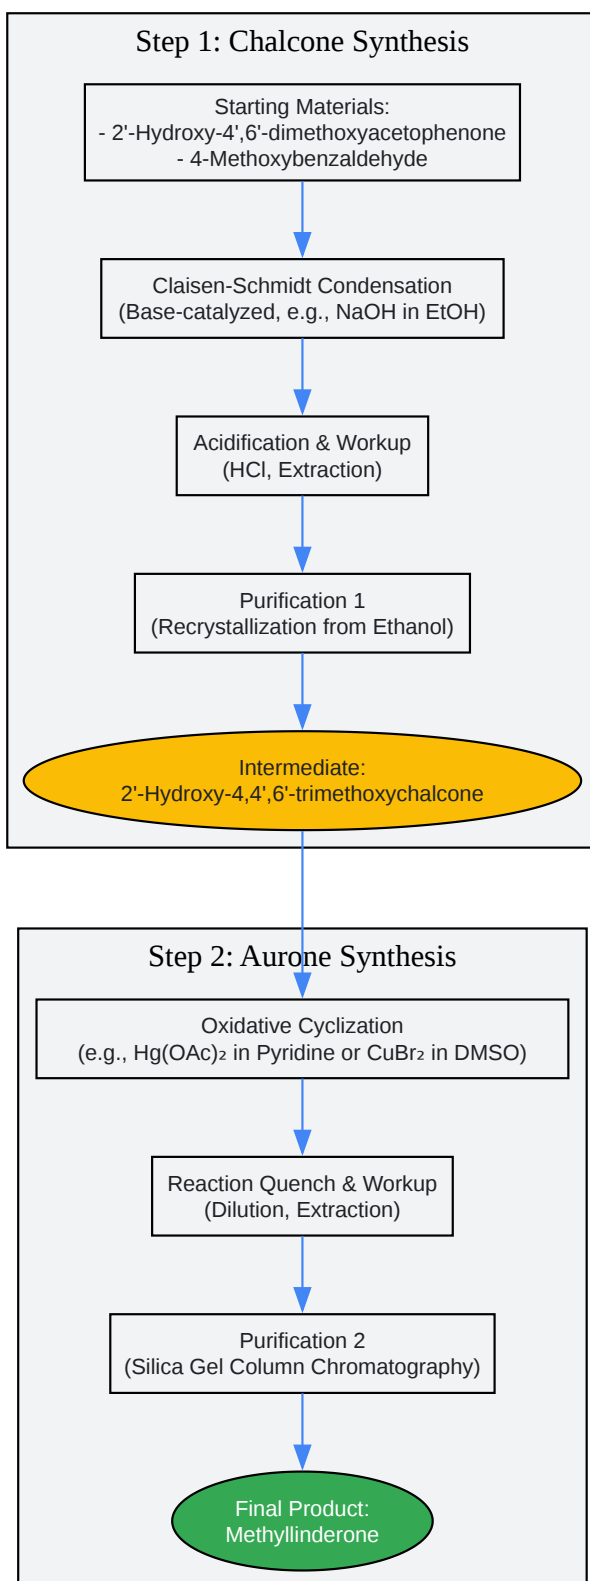 Step 1: Chalcone Synthesis
Starting Materials:
- 2'-Hydroxy-4',6'-dimethoxyacetophenone
- 4-Methoxybenzaldehyde
Claisen-Schmidt Condensation
(Base-catalyzed, e.g., NaOH in EtOH)
Acidification & Workup
(HCl, Extraction)
Purification 1
(Recrystallization from Ethanol)
Intermediate:
2'-Hydroxy-4,4',6'-trimethoxychalcone
Step 2: Aurone Synthesis
Oxidative Cyclization
(e.g., Hg(OAc)₂ in Pyridine or CuBr₂ in DMSO)
Reaction Quench & Workup
(Dilution, Extraction)
Purification 2
(Silica Gel Column Chromatography)
Final Product:
Methyllinderone